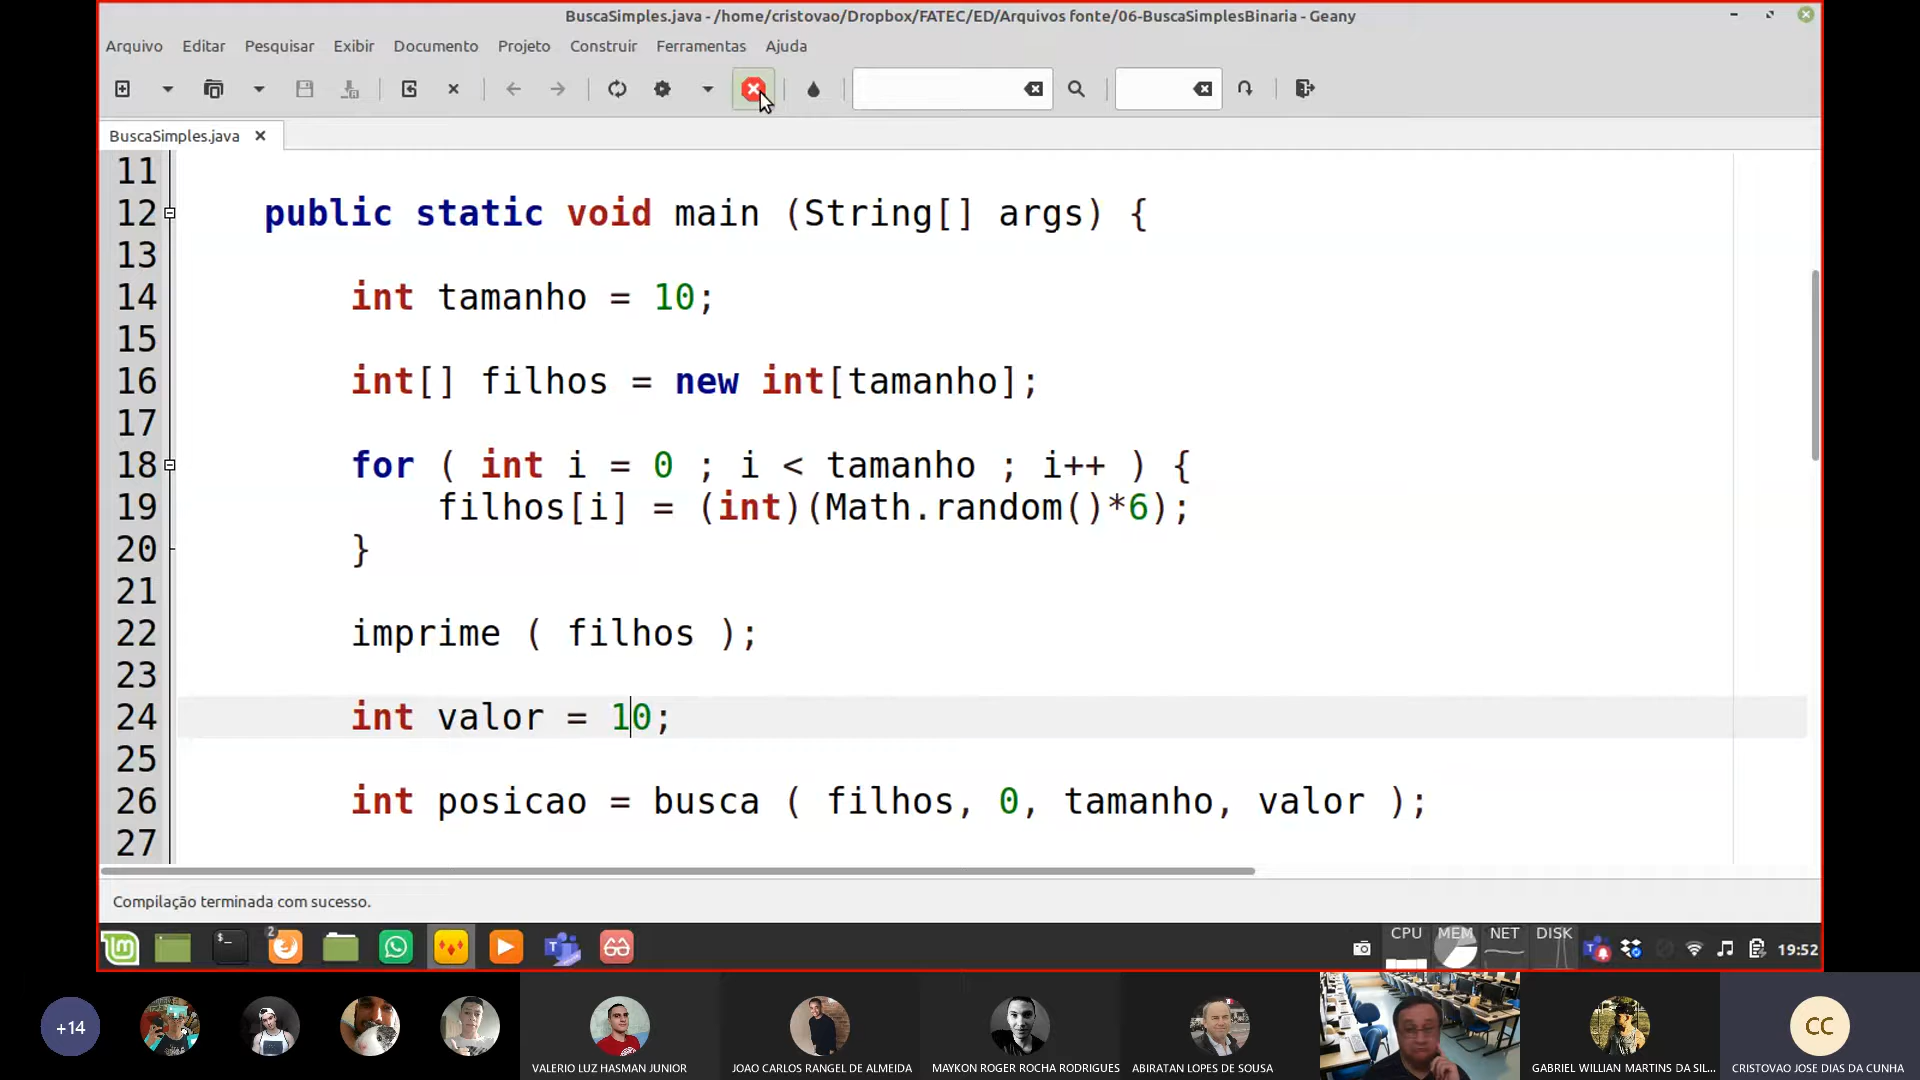 BuscaSimples.java - /home/cristovao/Dropbox/FATEC/ED/Arquivos fonte/06-BuscaSimplesBinaria - Geany
Arquivo Editar Pesquisar Exibir Documento Projeto Construir Ferramentas Ajuda
BuscaSimples.java
11
12 public static void main (String[] args) {
13
14 int tamanho = 10;
15
16 int[] filhos = new int[tamanho];
17
18 for ( int i = 0 ; i < tamanho ; i++ ) {
19 filhos[i] = (int)(Math.random()*6);
20 }
21
22 imprime ( filhos );
23
24 int valor = 10;
25
26 int posicao = busca ( filhos, 0, tamanho, valor );
27
Compilação terminada com sucesso.
2
CPU MEM NET DISK
19:52
+14
VALERIO LUZ HASMAN JUNIOR
JOAO CARLOS RANGEL DE ALMEIDA
MAYKON ROGER ROCHA RODRIGUES
ABIRATAN LOPES DE SOUSA
GABRIEL WILLIAN MARTINS DA SIL...
CC
CRISTOVAO JOSE DIAS DA CUNHA